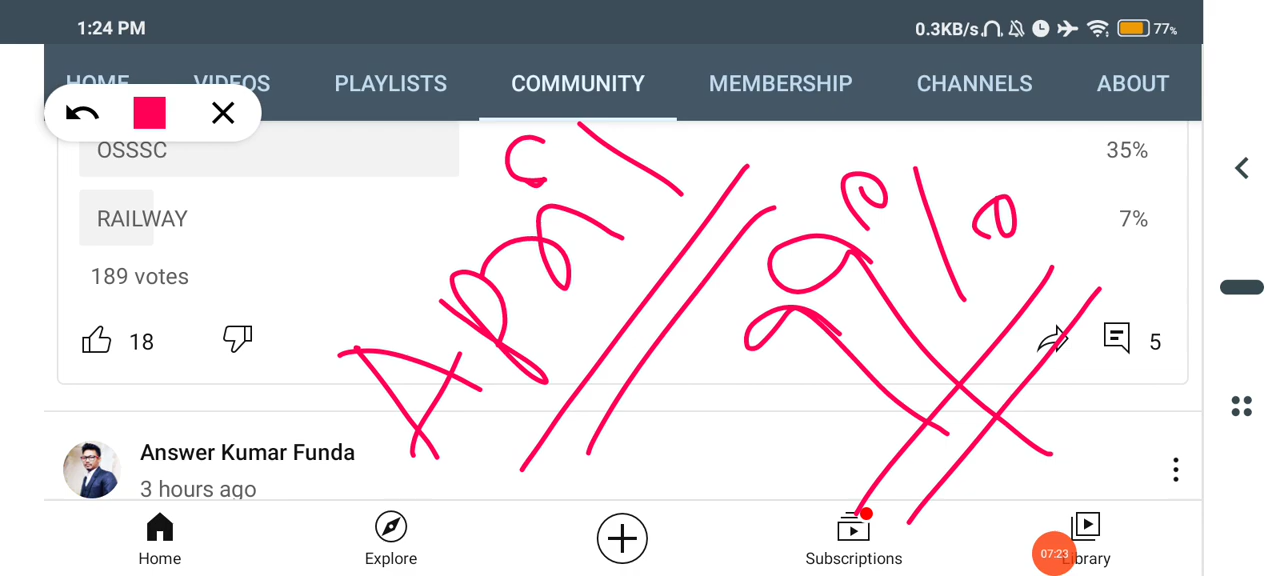 1:24 PM 0.3KB/s 77%
HOME VIDEOS PLAYLISTS COMMUNITY MEMBERSHIP CHANNELS ABOUT
OSSSC 35%
RAILWAY 7%
189 votes
18 5
Answer Kumar Funda
3 hours ago
Home Explore Subscriptions Library
07:23